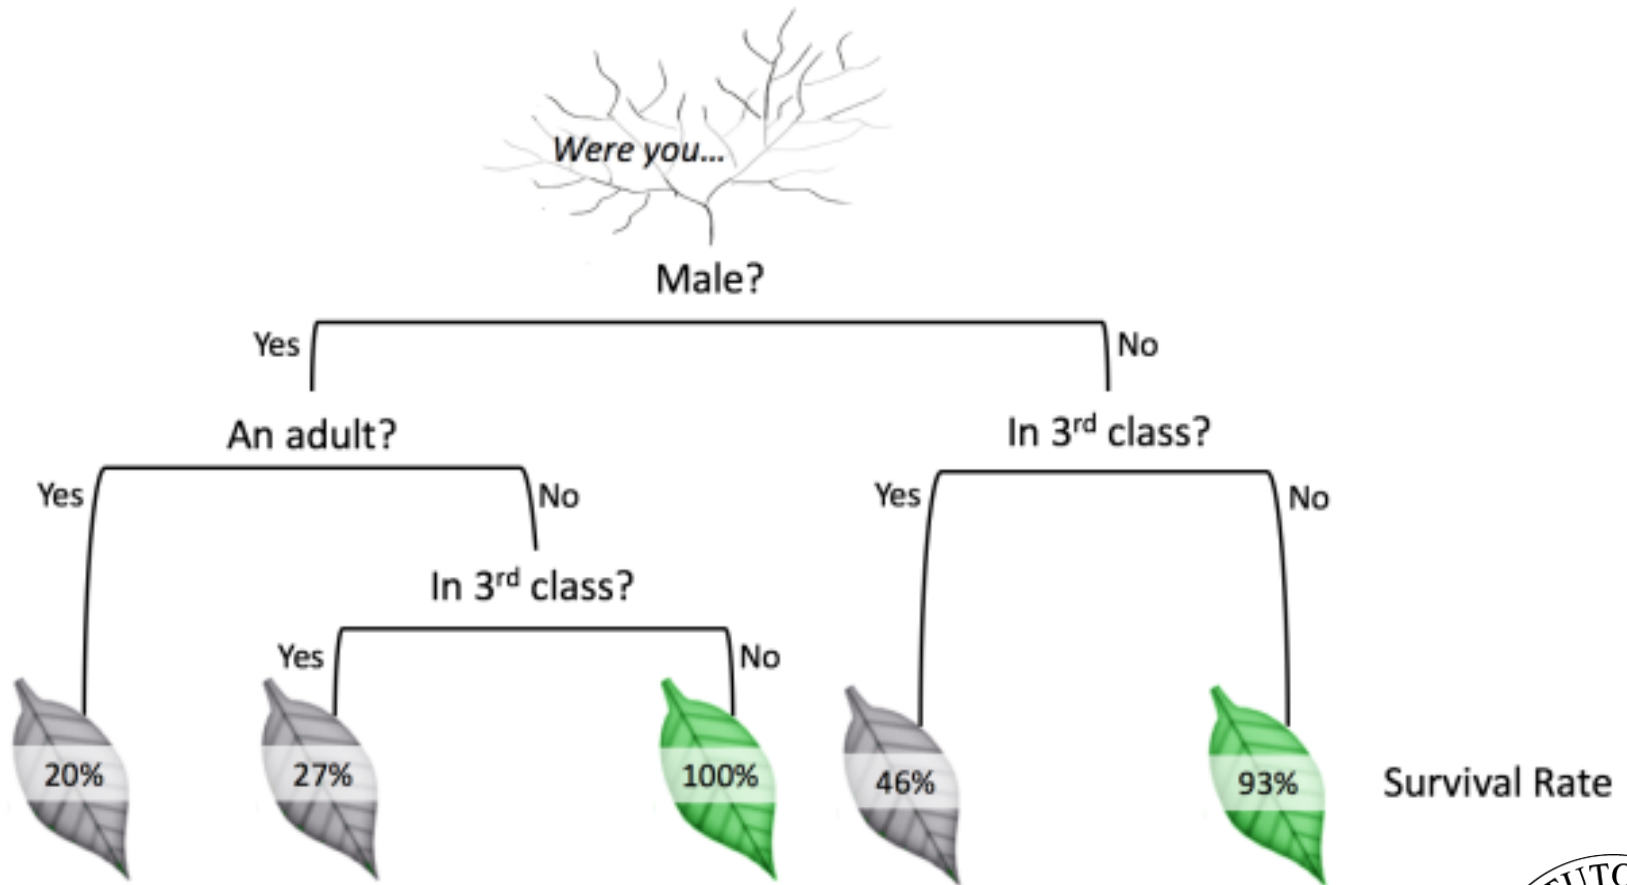 Were you...
Male?
Yes
No
An adult?
In 3rd class?
Yes
No
Yes
No
In 3rd class?
Yes
No
20%
27%
100%
46%
93%
Survival Rate